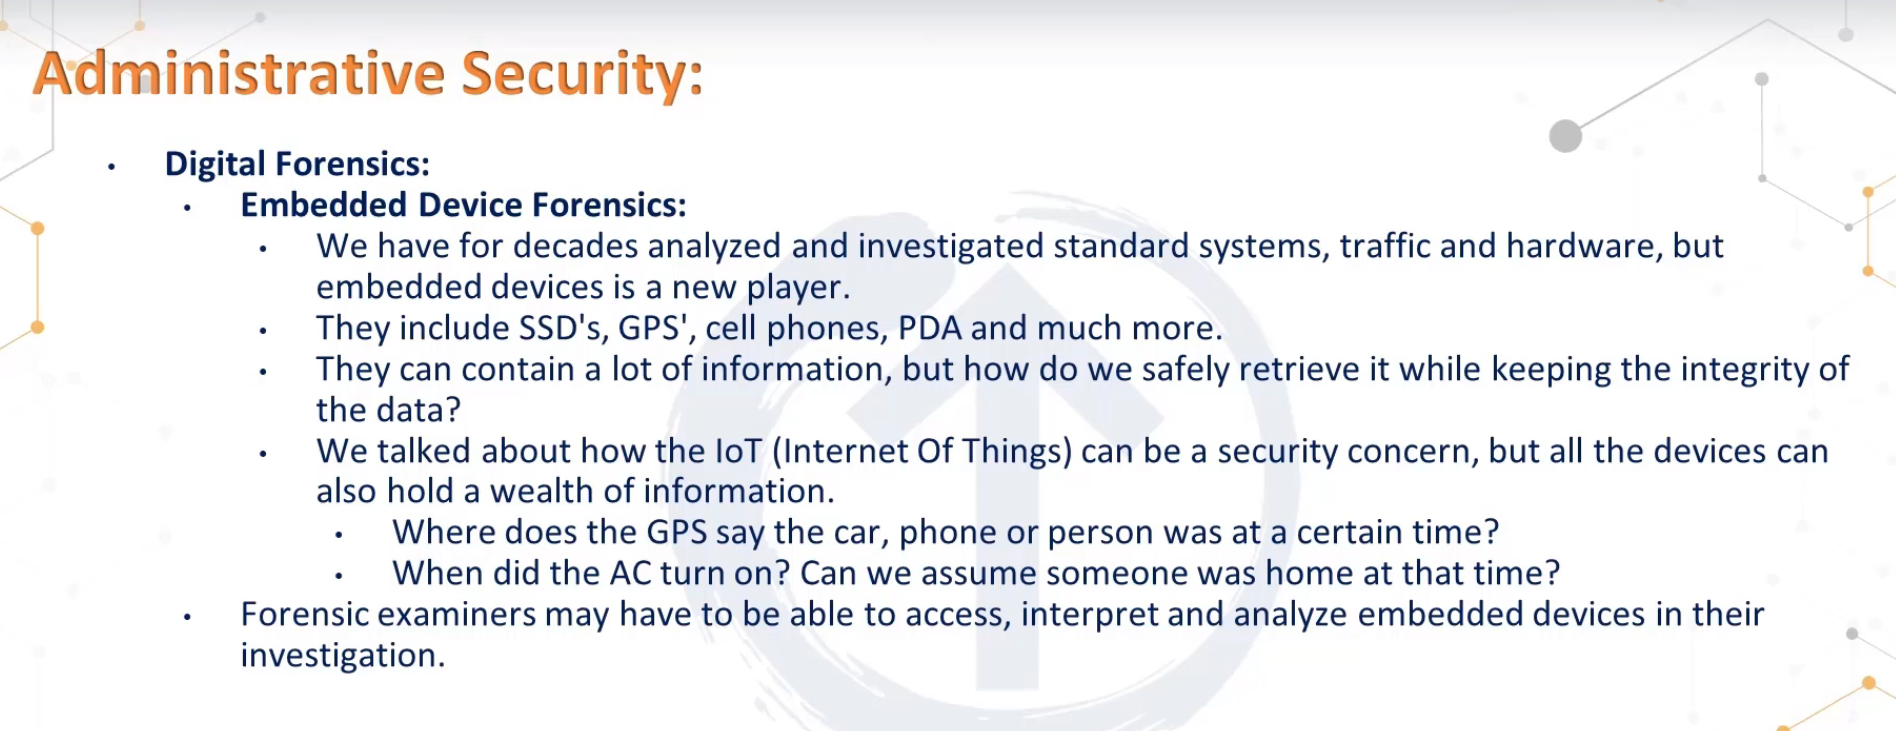 Administrative Security:
• Digital Forensics:
• Embedded Device Forensics:
• We have for decades analyzed and investigated standard systems, traffic and hardware, but
embedded devices is a new player.
• They include SSD's, GPS', cell phones, PDA and much more.
• They can contain a lot of information, but how do we safely retrieve it while keeping the integrity of
the data?
• We talked about how the IoT (Internet Of Things) can be a security concern, but all the devices can
also hold a wealth of information.
• Where does the GPS say the car, phone or person was at a certain time?
• When did the AC turn on? Can we assume someone was home at that time?
• Forensic examiners may have to be able to access, interpret and analyze embedded devices in their
investigation.